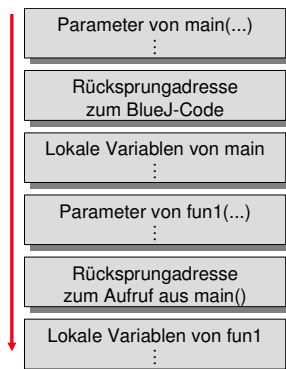 Parameter von main(...)
⋮
Rücksprungadresse
zum BlueJ-Code
Lokale Variablen von main
⋮
Parameter von fun1(...)
⋮
Rücksprungadresse
zum Aufruf aus main()
Lokale Variablen von fun1
⋮